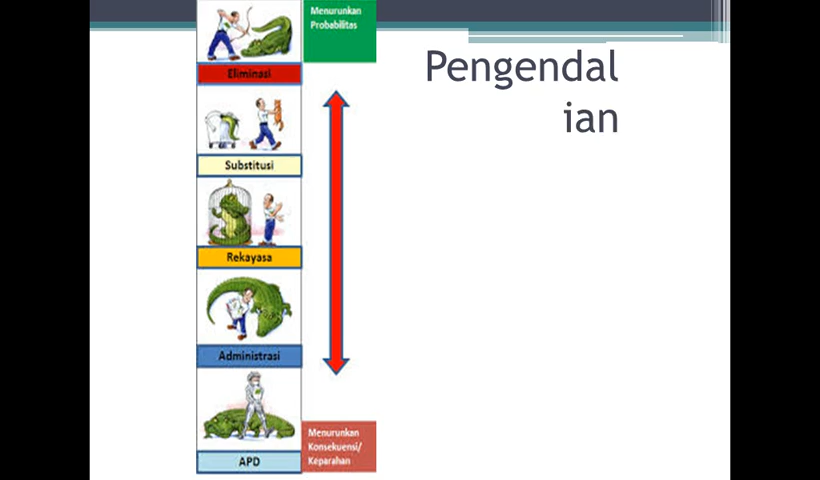 Menurunkan
Probabilitas
Pengendal
ian
Eliminasi
Substitusi
Rekayasa
Administrasi
APD
Menurunkan
Konsekuensi/
Keparahan